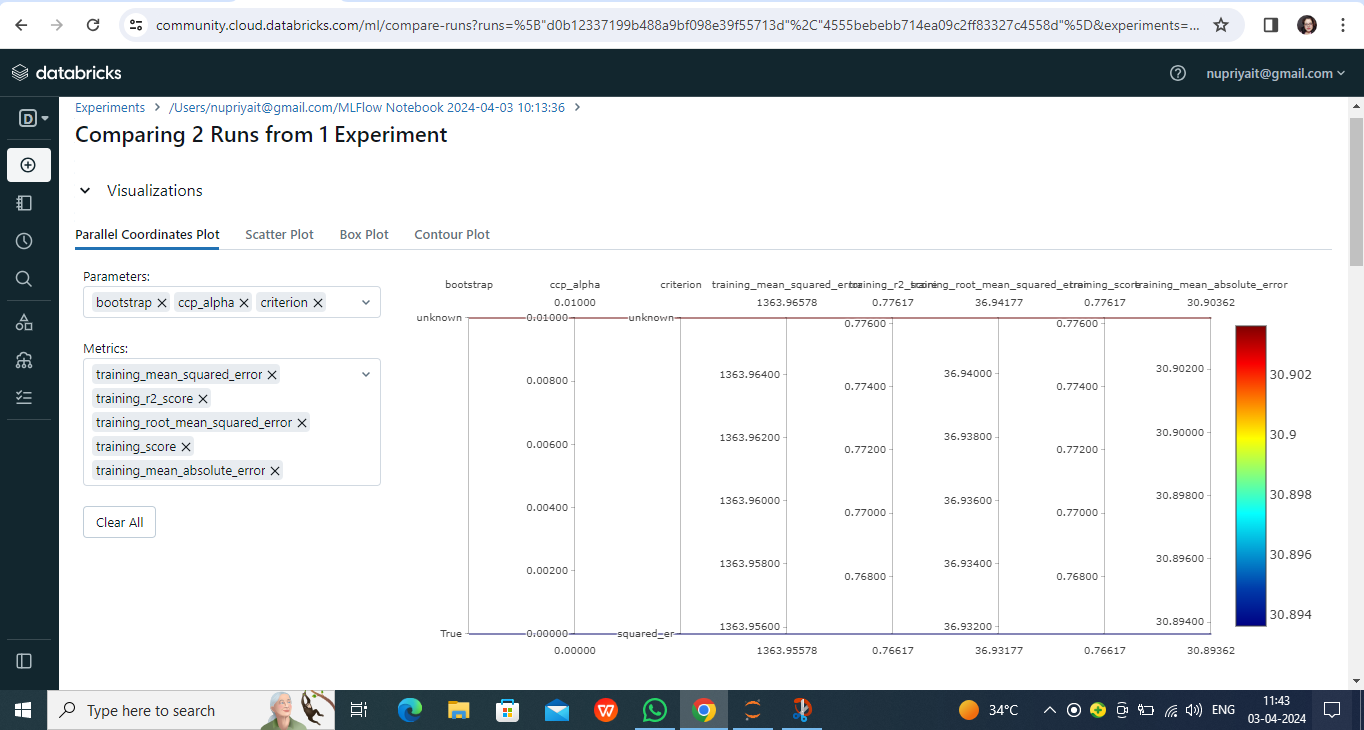 community.cloud.databricks.com/ml/compare-runs?runs=%5B"d0b12337199b488a9bf098e39f55713d"%2C"4555bebebb714ea09c2ff83327c4558d"%5D&experiments=...
databricks
nupriyait@gmail.com
D
Experiments > /Users/nupriyait@gmail.com/MLFlow Notebook 2024-04-03 10:13:36 >
Comparing 2 Runs from 1 Experiment
Visualizations
Parallel Coordinates Plot Scatter Plot Box Plot Contour Plot
Parameters:
bootstrap ccp_alpha criterion
Metrics:
training_mean_squared_error
training_r2_score
training_root_mean_squared_error
training_score
training_mean_absolute_error
Clear All
bootstrap ccp_alpha criterion training_mean_squared_error training_r2_score training_root_mean_squared_error training_score training_mean_absolute_error
0.01000 1363.96578 0.77617 36.94177 0.77617 30.90362
unknown 0.01000 unknown
0.00800
0.00600
0.00400
0.00200
True 0.00000 squared_er
0.00000
1363.96400
1363.96200
1363.96000
1363.95800
1363.95600
1363.95578
0.77600
0.77400
0.77200
0.77000
0.76800
0.76617
36.94000
36.93800
36.93600
36.93400
36.93200
36.93177
0.77600
0.77400
0.77200
0.77000
0.76800
0.76617
30.90200
30.90000
30.89800
30.89600
30.89400
30.89362
30.902
30.9
30.898
30.896
30.894
Type here to search
W
34°C
ENG
11:43
03-04-2024